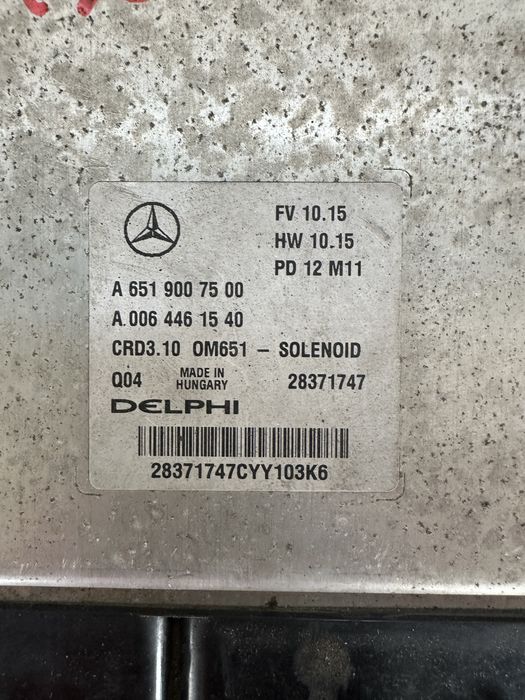 FV 10.15
HW 10.15
PD 12 M11
A 651 900 75 00
A 006 446 15 40
CRD3.10 OM651 – SOLENOID
Q04 MADE IN HUNGARY 28371747
DELPHI
28371747CYY103K6